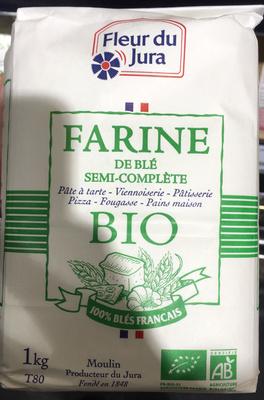 Fleur du
Jura
FARINE
DE BLÉ
SEMI-COMPLÈTE
Pâte à tarte - Viennoiserie - Pâtisserie
Pizza - Fougasse - Pains maison
BIO
100% BLÉS FRANÇAIS
1kg
T80
Moulin
Producteur du Jura
Fondé en 1848
AB